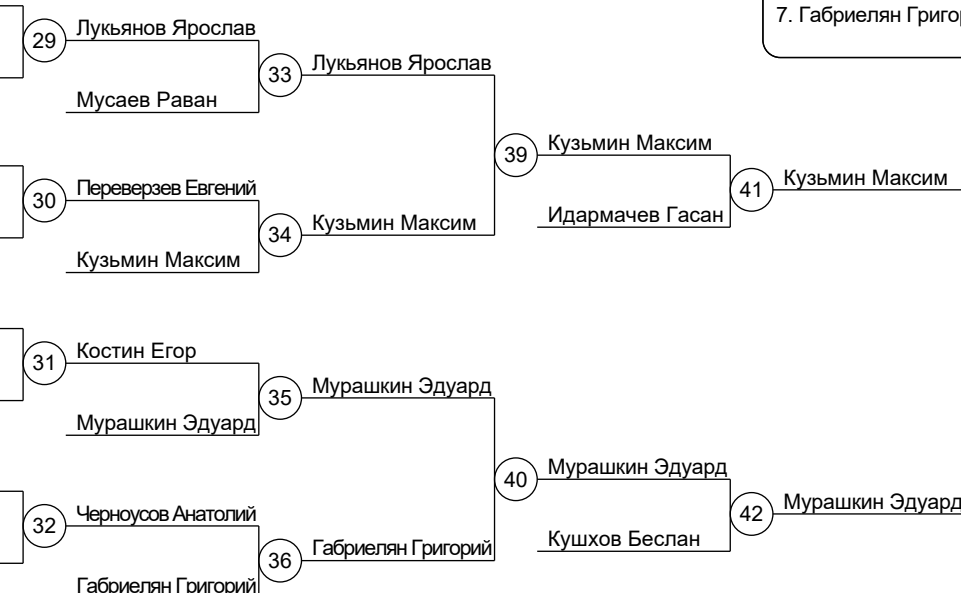 7. Габриелян
29
Лукьянов Ярослав
33
Лукьянов Ярослав
Мусаев Раван
39
Кузьмин Максим
41
Кузьмин Максим
30
Переверзев Евгений
34
Кузьмин Максим
Идармачев Гасан
Кузьмин Максим
31
Костин Егор
35
Мурашкин Эдуард
Мурашкин Эдуард
40
Мурашкин Эдуард
42
Мурашкин Эдуард
32
Черноусов Анатолий
36
Габриелян Григорий
Кушхов Беслан
Габриелян Григорий